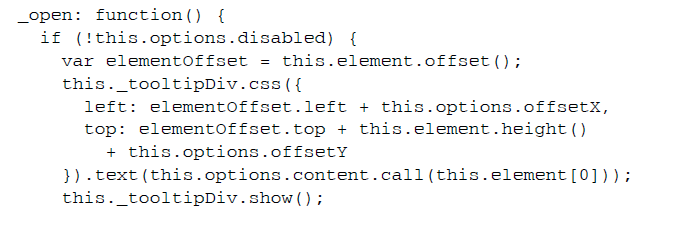 _open: function() {
  if (!this.options.disabled) {
    var elementOffset = this.element.offset();
    this._tooltipDiv.css({
      left: elementOffset.left + this.options.offsetX,
      top: elementOffset.top + this.element.height()
        + this.options.offsetY
    }).text(this.options.content.call(this.element[0]));
    this._tooltipDiv.show();